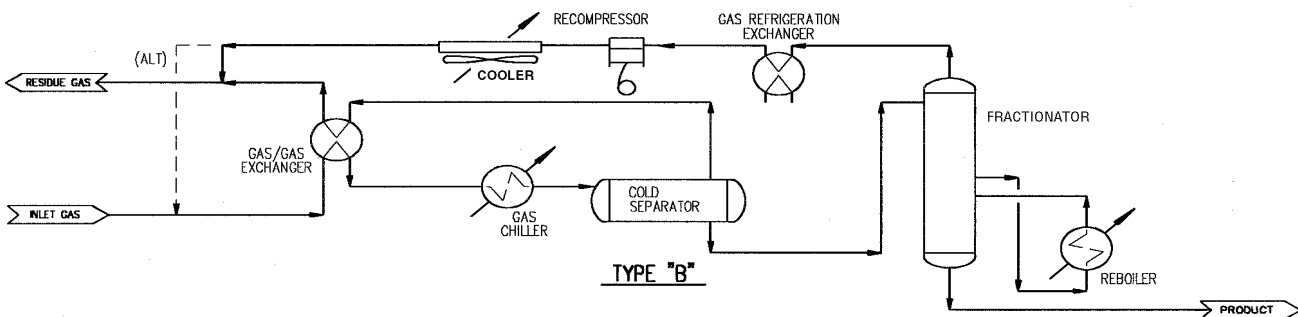 RECOMPRESSOR
GAS REFRIGERATION
EXCHANGER
(ALT)
COOLER
RESIDUE GAS
FRACTIONATOR
GAS/GAS
EXCHANGER
COLD
SEPARATOR
INLET GAS
GAS
CHILLER
TYPE "B"
REBOILER
PRODUCT